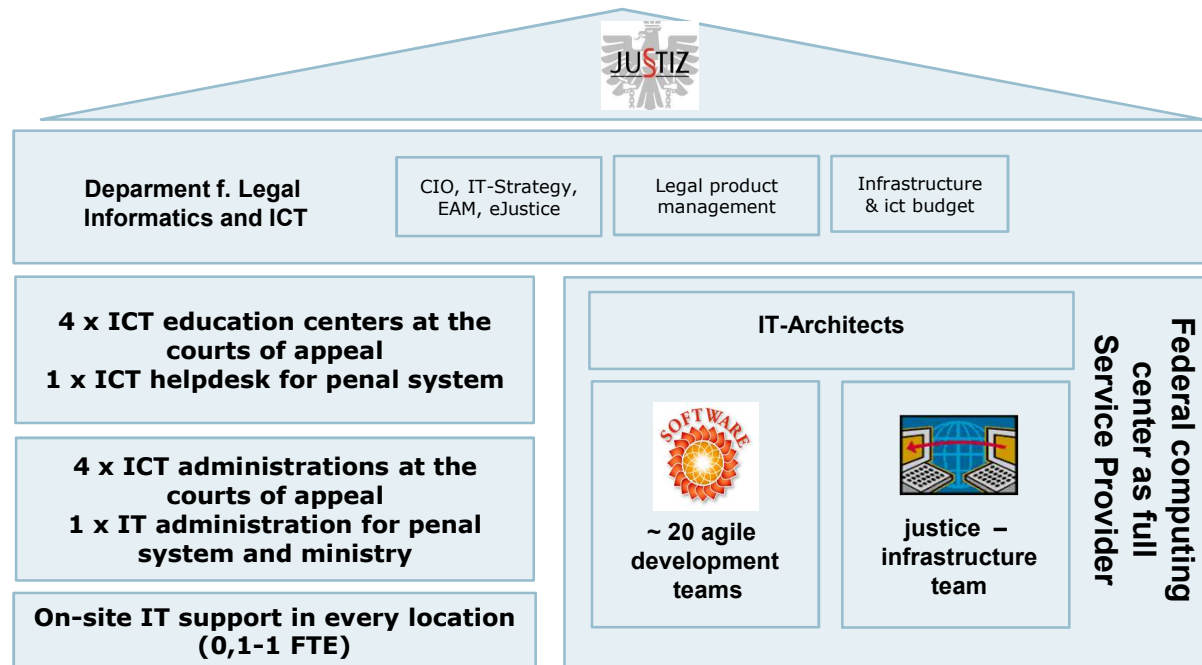 JU§TIZ
Deparment f. Legal
Informatics and ICT
CIO, IT-Strategy,
EAM, eJustice
Legal product
management
Infrastructure
& ict budget
4 x ICT education centers at the
courts of appeal
1 x ICT helpdesk for penal system
4 x ICT administrations at the
courts of appeal
1 x IT administration for penal
system and ministry
On-site IT support in every location
(0,1-1 FTE)
IT-Architects
SOFTWARE
~ 20 agile
development
teams
justice –
infrastructure
team
Federal computing
center as full
Service Provider